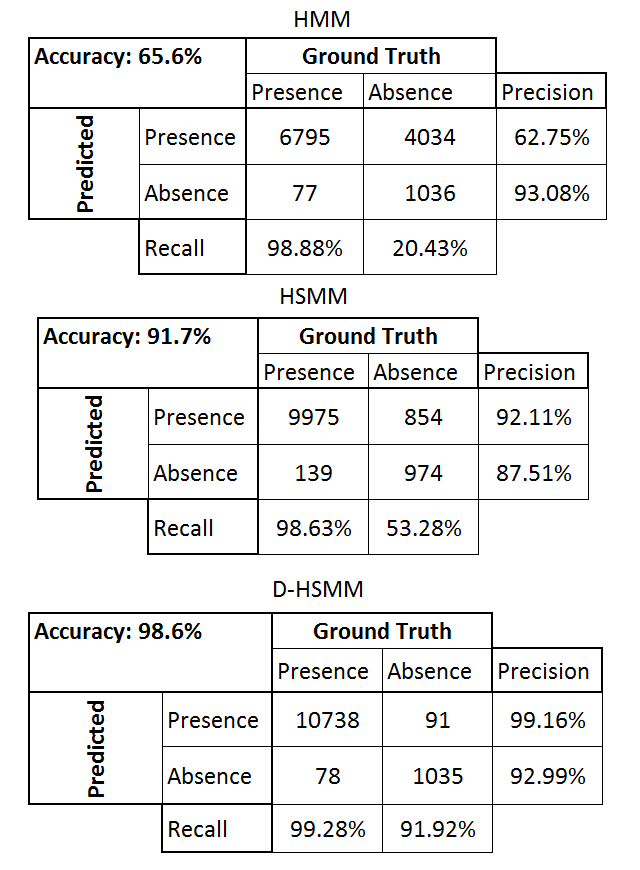 HMM
Accuracy: 65.6% Ground Truth
Presence Absence Precision
Predicted
Presence 6795 4034 62.75%
Absence 77 1036 93.08%
Recall 98.88% 20.43%
HSMM
Accuracy: 91.7% Ground Truth
Presence Absence Precision
Predicted
Presence 9975 854 92.11%
Absence 139 974 87.51%
Recall 98.63% 53.28%
D-HSMM
Accuracy: 98.6% Ground Truth
Presence Absence Precision
Predicted
Presence 10738 91 99.16%
Absence 78 1035 92.99%
Recall 99.28% 91.92%